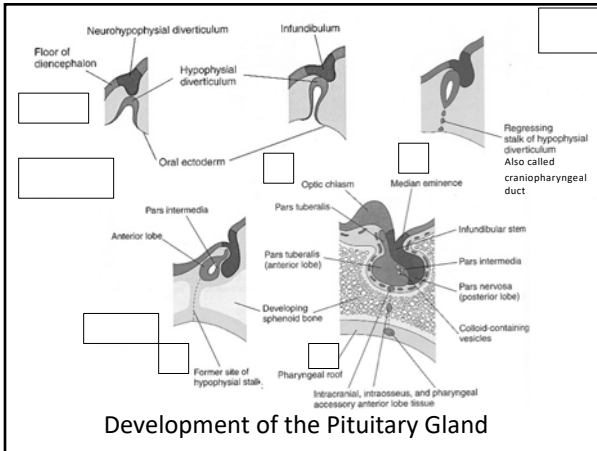 Neurohypophysial diverticulum
Floor of
diencephalon
Hypophysial
diverticulum
Infundibulum
Oral ectoderm
Regressing
stalk of hypophysial
diverticulum
Also called
craniopharyngeal
duct
Pars intermedia
Anterior lobe
Developing
sphenoid bone
Former site of
hypophysial stalk
Optic chiasm
Median eminence
Pars tuberalis
Infundibular stem
Pars tuberalis
(anterior lobe)
Pars intermedia
Pars nervosa
(posterior lobe)
Colloid-containing
vesicles
Pharyngeal roof
Intracranial, intraosseus, and pharyngeal
accessory anterior lobe tissue
Development of the Pituitary Gland